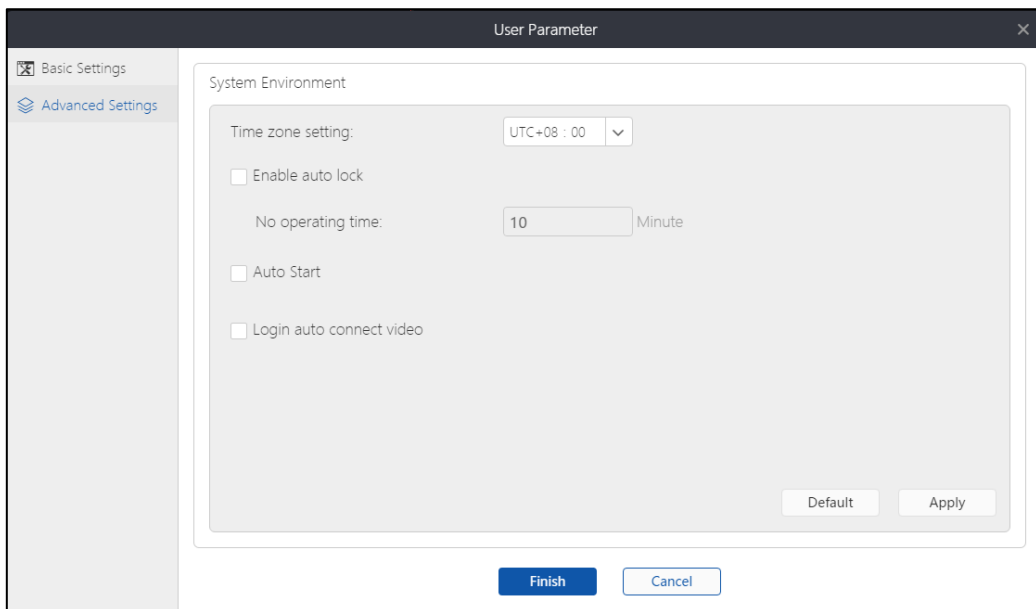 User Parameter
Basic Settings
Advanced Settings
System Environment
Time zone setting: UTC+08 : 00
Enable auto lock
No operating time: 10 Minute
Auto Start
Login auto connect video
Default Apply
Finish Cancel